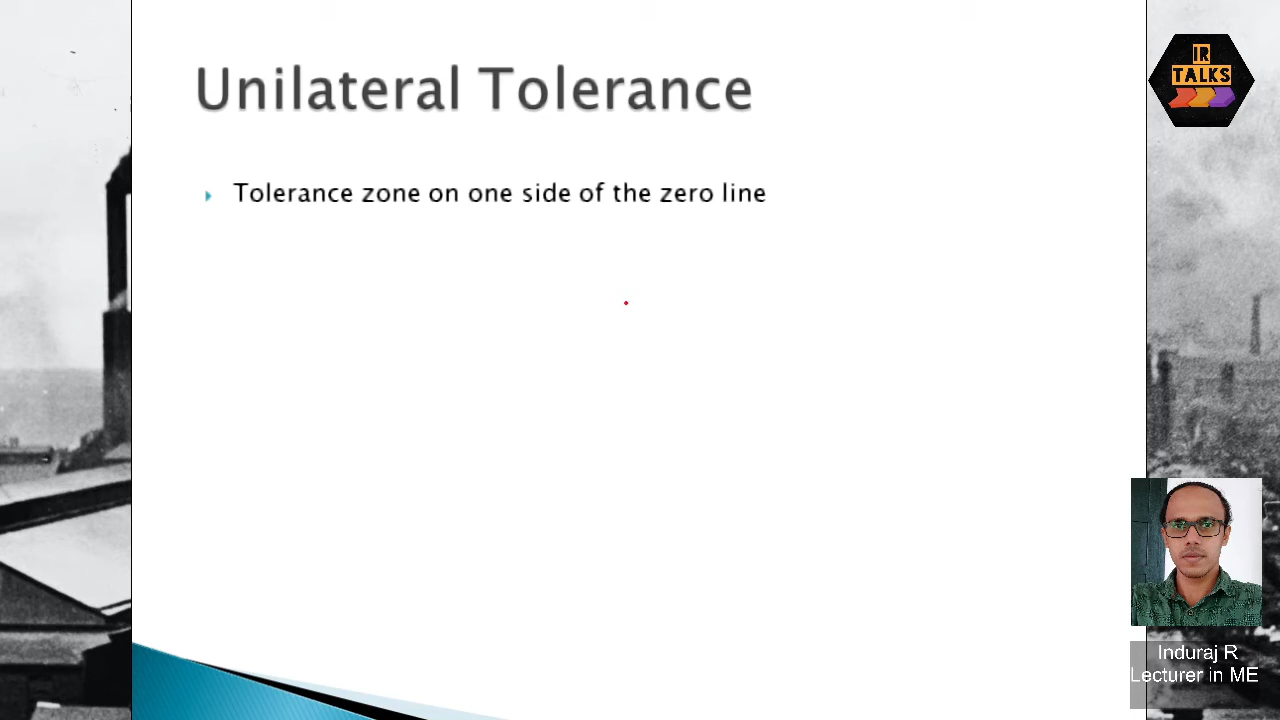 Unilateral Tolerance
Tolerance zone on one side of the zero line
IR
TALKS
Induraj R
Lecturer in ME